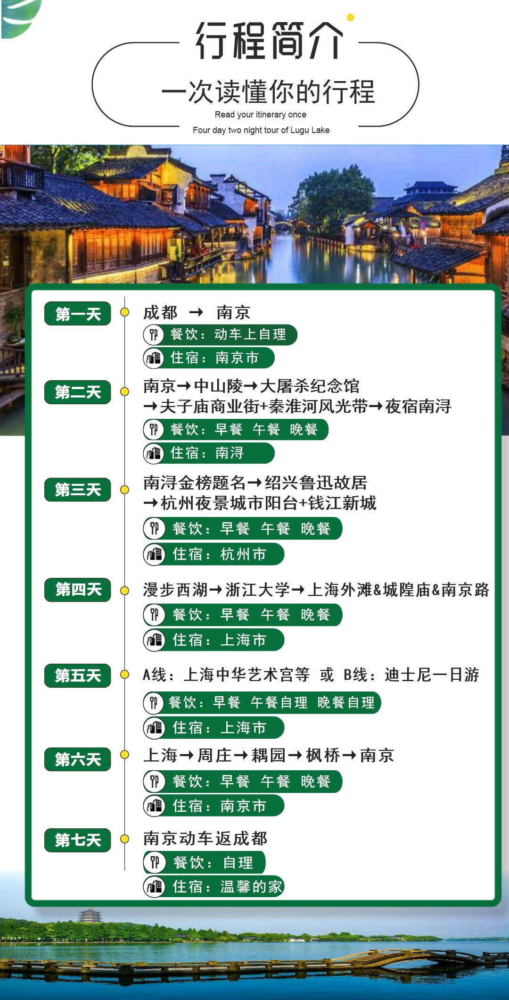 行程简介
一次读懂你的行程
Read your itinerary once
Four day two night tour of Lugu Lake
第一天
成都 → 南京
餐饮：动车上自理
住宿：南京市
第二天
南京→中山陵→大屠杀纪念馆
→夫子庙商业街+秦淮河风光带→夜宿南浔
餐饮：早餐 午餐 晚餐
住宿：南浔
第三天
南浔金榜题名→绍兴鲁迅故居
→杭州夜景城市阳台+钱江新城
餐饮：早餐 午餐 晚餐
住宿：杭州市
第四天
漫步西湖→浙江大学→上海外滩&城隍庙&南京路
餐饮：早餐 午餐 晚餐
住宿：上海市
第五天
A线：上海中华艺术宫等 或 B线：迪士尼一日游
餐饮：早餐 午餐自理 晚餐自理
住宿：上海市
第六天
上海→周庄→耦园→枫桥→南京
餐饮：早餐 午餐 晚餐
住宿：南京市
第七天
南京动车返成都
餐饮：自理
住宿：温馨的家